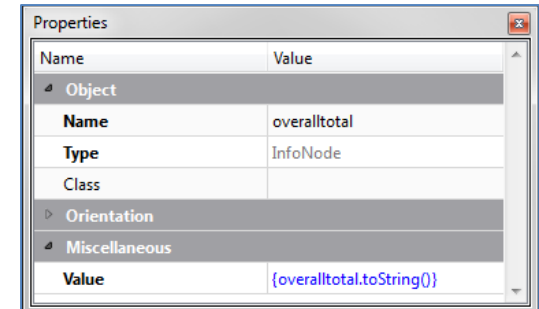 Properties
Name Value
Object
Name overalltotal
Type InfoNode
Class
Orientation
Miscellaneous
Value {overalltotal.toString()}